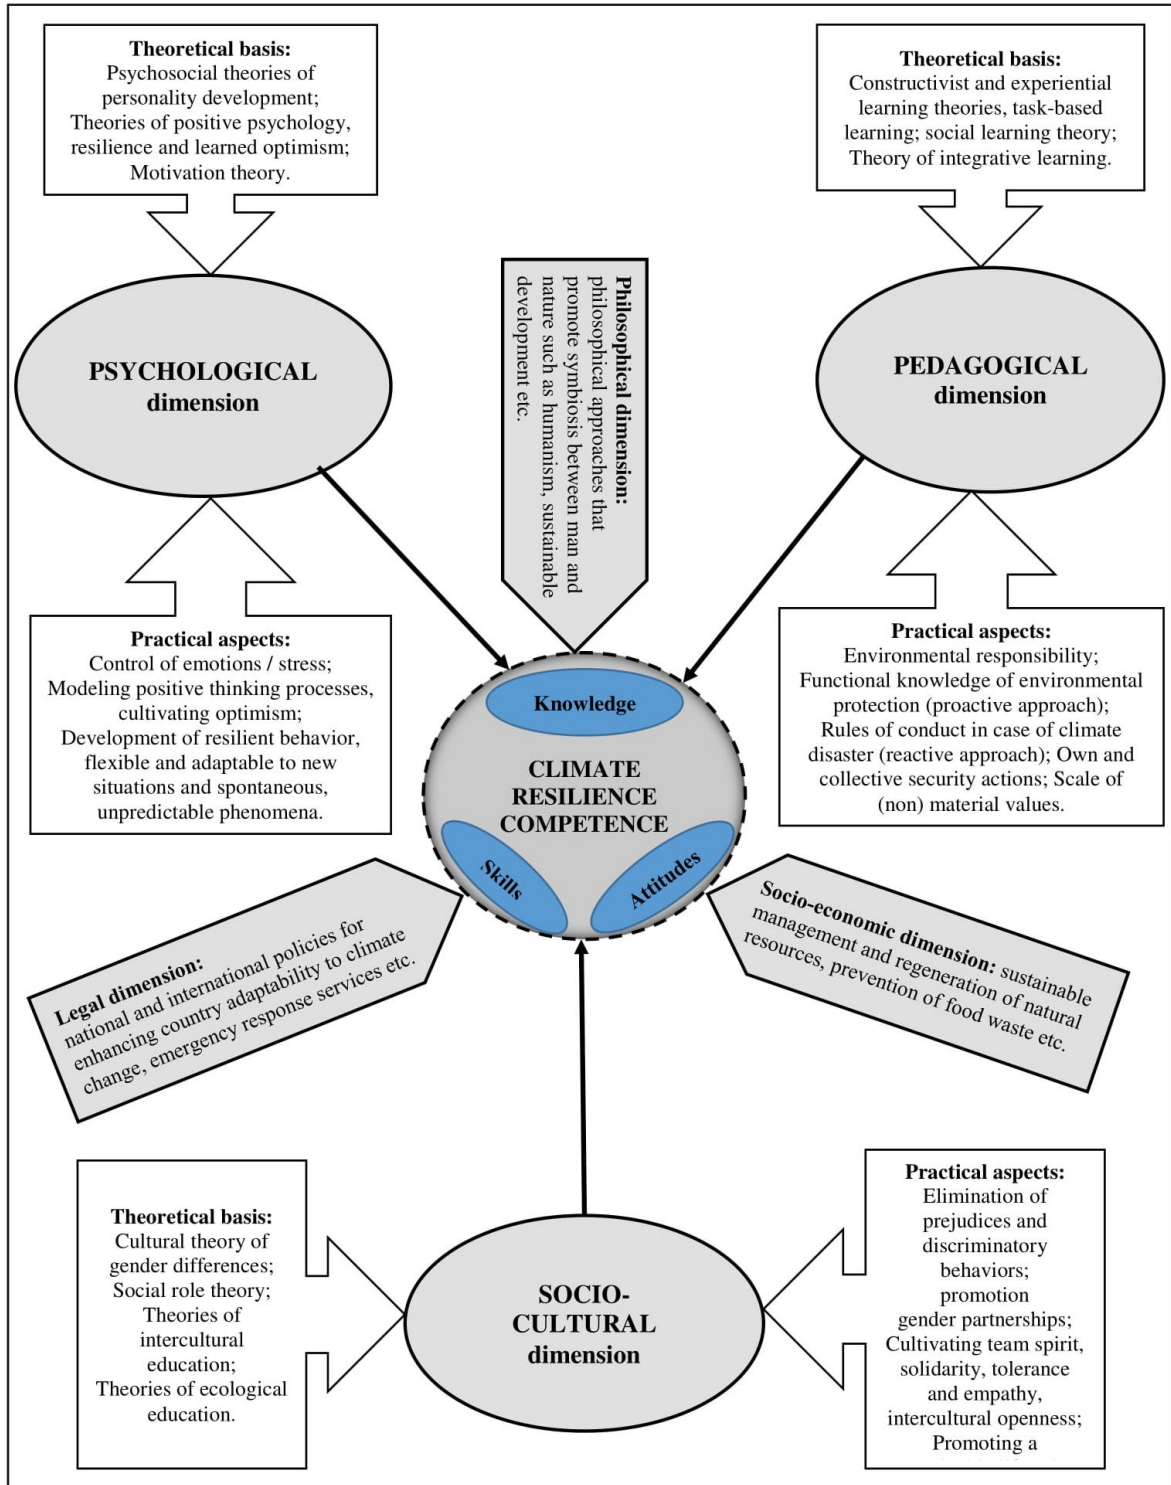 Theoretical basis:
Psychosocial theories of
personality development;
Theories of positive psychology,
resilience and learned optimism;
Motivation theory.
Theoretical basis:
Constructivist and experiential
learning theories, task-based
learning; social learning theory;
Theory of integrative learning.
PSYCHOLOGICAL
dimension
Philosophical dimension:
philosophical approaches that
promote symbiosis between man and
nature such as humanism, sustainable
development etc.
PEDAGOGICAL
dimension
Practical aspects:
Control of emotions / stress;
Modeling positive thinking processes,
cultivating optimism;
Development of resilient behavior,
flexible and adaptable to new
situations and spontaneous,
unpredictable phenomena.
Practical aspects:
Environmental responsibility;
Functional knowledge of environmental
protection (proactive approach);
Rules of conduct in case of climate
disaster (reactive approach); Own and
collective security actions; Scale of
(non) material values.
Knowledge
CLIMATE
RESILIENCE
COMPETENCE
Skills
Attitudes
Legal dimension:
national and international policies for
enhancing country adaptability to climate
change, emergency response services etc.
Socio-economic dimension: sustainable
management and regeneration of natural
resources, prevention of food waste etc.
Theoretical basis:
Cultural theory of
gender differences;
Social role theory;
Theories of
intercultural
education;
Theories of ecological
education.
SOCIO-
CULTURAL
dimension
Practical aspects:
Elimination of
prejudices and
discriminatory
behaviors;
promotion
gender partnerships;
Cultivating team spirit,
solidarity, tolerance
and empathy,
intercultural openness;
Promoting a